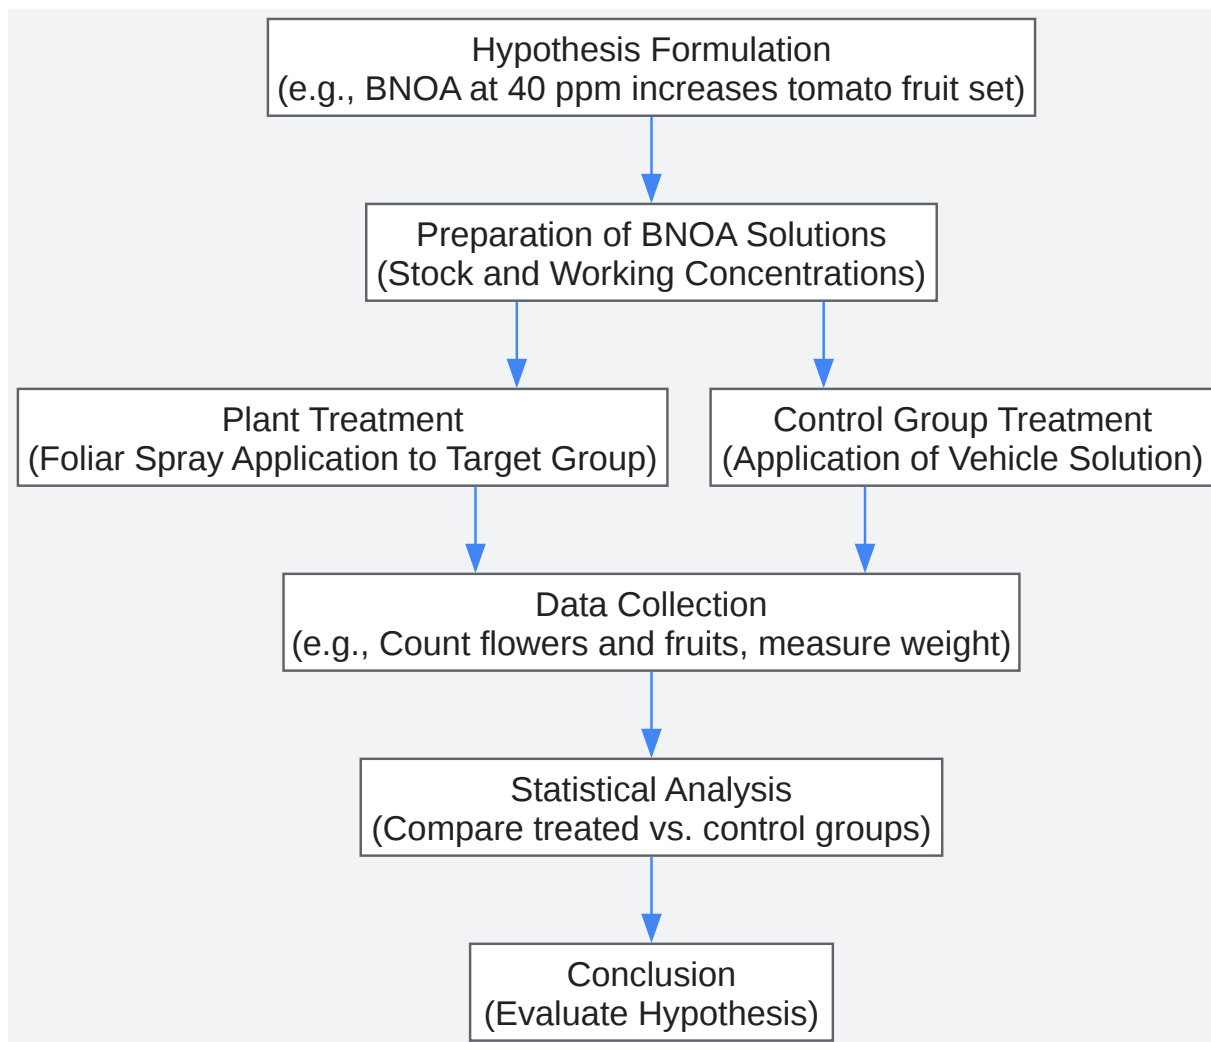 Hypothesis Formulation
(e.g., BNOA at 40 ppm increases tomato fruit set)
Preparation of BNOA Solutions
(Stock and Working Concentrations)
Plant Treatment
(Foliar Spray Application to Target Group)
Control Group Treatment
(Application of Vehicle Solution)
Data Collection
(e.g., Count flowers and fruits, measure weight)
Statistical Analysis
(Compare treated vs. control groups)
Conclusion
(Evaluate Hypothesis)